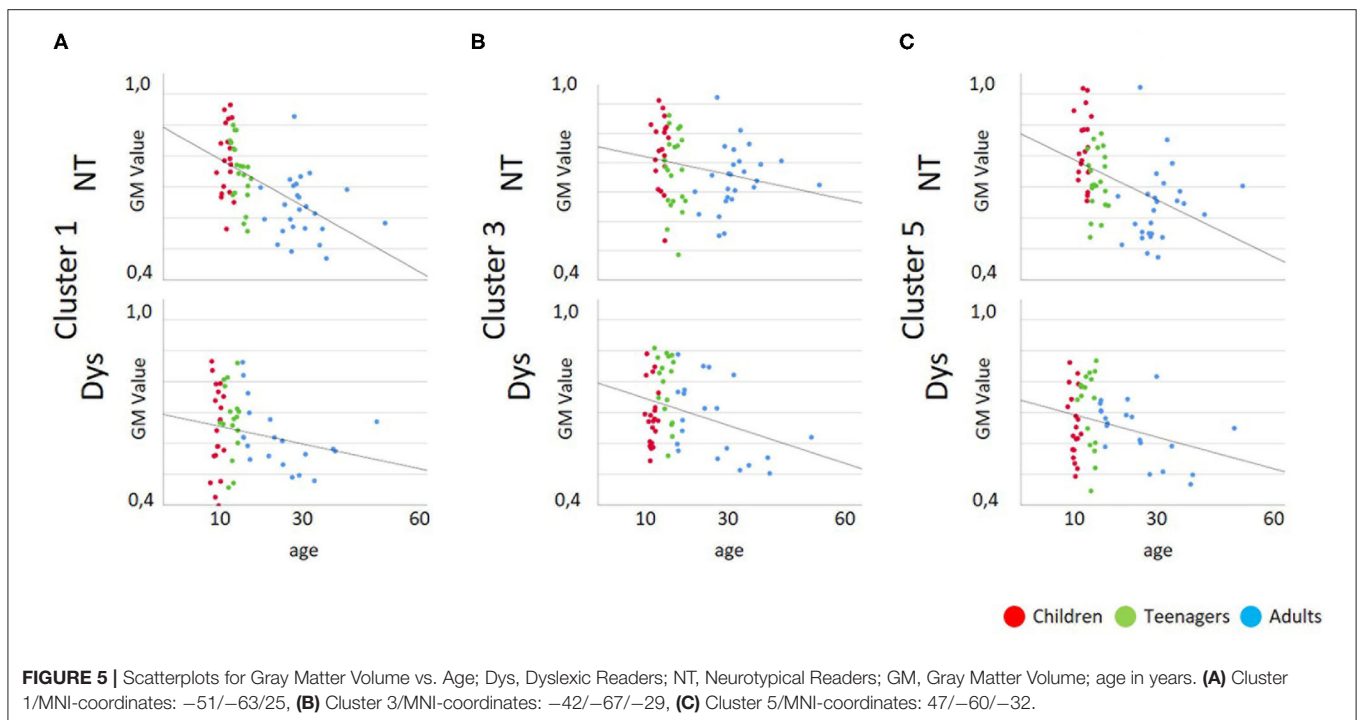 A
B
C
1,0
NT
GM Value
0,4
Cluster 1
1,0
Dys
GM Value
0,4
10 30 60
age
1,0
NT
GM Value
0,4
Cluster 3
1,0
Dys
GM Value
0,4
10 30 60
age
1,0
NT
GM Value
0,4
Cluster 5
1,0
Dys
GM Value
0,4
10 30 60
age
Children Teenagers Adults
FIGURE 5 | Scatterplots for Gray Matter Volume vs. Age; Dys, Dyslexic Readers; NT, Neurotypical Readers; GM, Gray Matter Volume; age in years. (A) Cluster
1/MNI-coordinates: −51/−63/25, (B) Cluster 3/MNI-coordinates: −42/−67/−29, (C) Cluster 5/MNI-coordinates: 47/−60/−32.